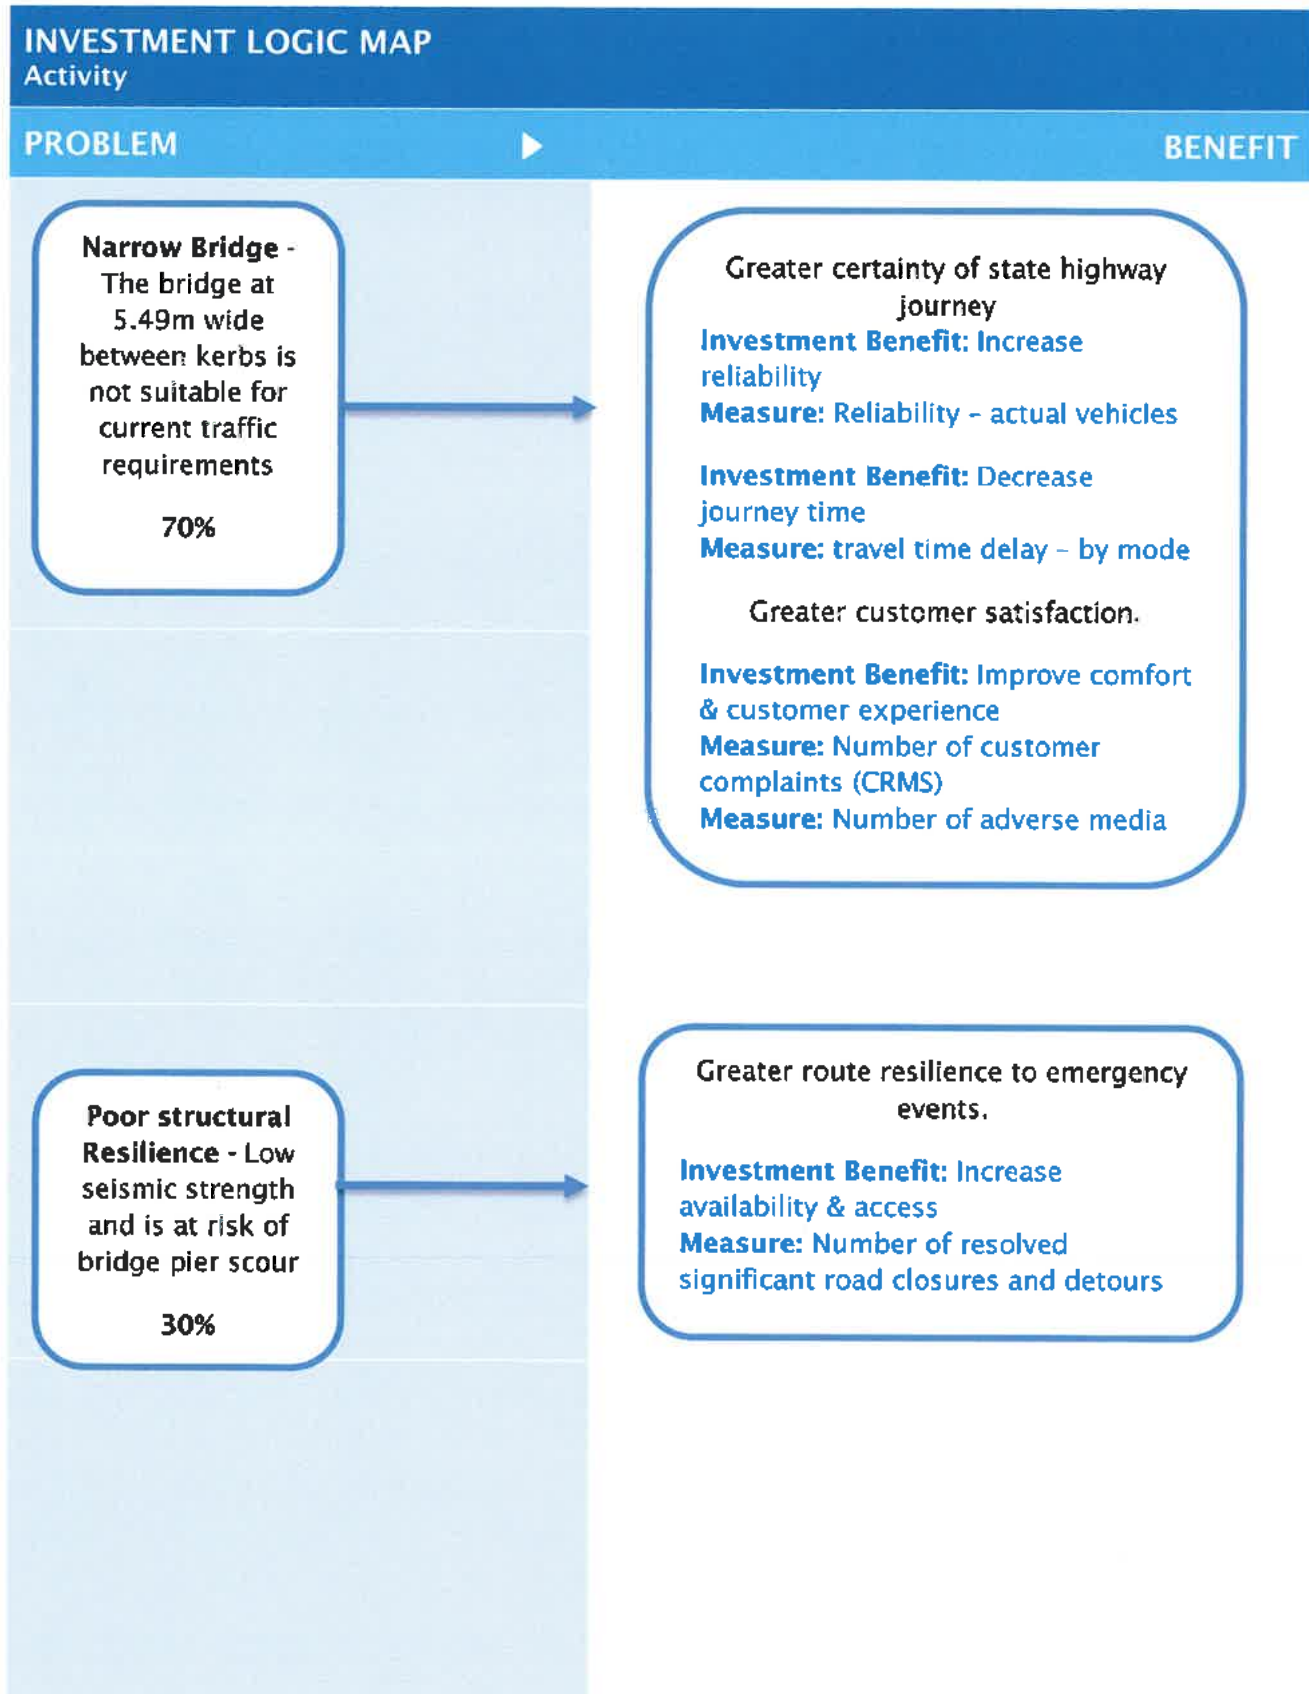 INVESTMENT LOGIC MAP
Activity
PROBLEM
BENEFIT
Narrow Bridge -
The bridge at
5.49m wide
between kerbs is
not suitable for
current traffic
requirements
70%
Greater certainty of state highway
journey
Investment Benefit: Increase
reliability
Measure: Reliability – actual vehicles
Investment Benefit: Decrease
journey time
Measure: travel time delay – by mode
Greater customer satisfaction.
Investment Benefit: Improve comfort
& customer experience
Measure: Number of customer
complaints (CRMS)
Measure: Number of adverse media
Poor structural
Resilience - Low
seismic strength
and is at risk of
bridge pier scour
30%
Greater route resilience to emergency
events.
Investment Benefit: Increase
availability & access
Measure: Number of resolved
significant road closures and detours